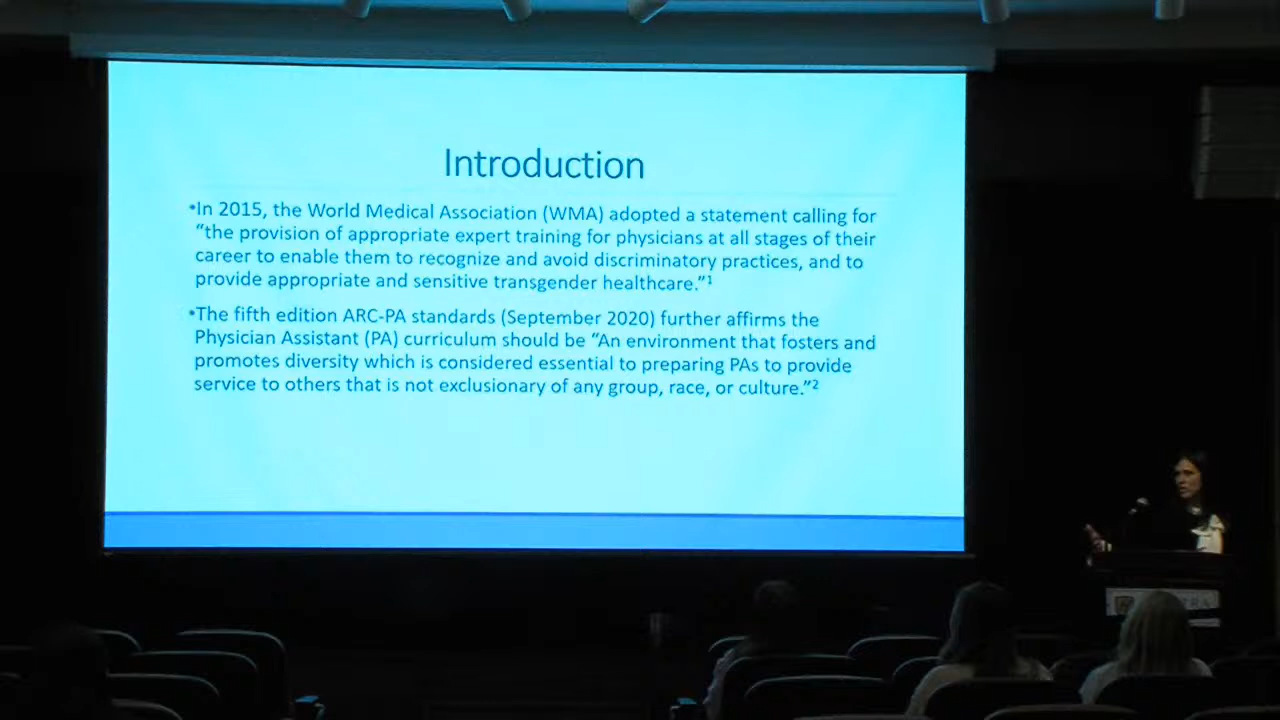 Introduction
•In 2015, the World Medical Association (WMA) adopted a statement calling for
“the provision of appropriate expert training for physicians at all stages of their
career to enable them to recognize and avoid discriminatory practices, and to
provide appropriate and sensitive transgender healthcare.”1
•The fifth edition ARC-PA standards (September 2020) further affirms the
Physician Assistant (PA) curriculum should be “An environment that fosters and
promotes diversity which is considered essential to preparing PAs to provide
service to others that is not exclusionary of any group, race, or culture.”2